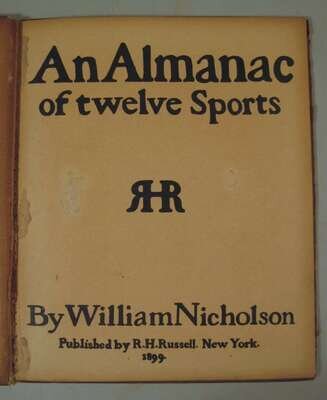 An Almanac
of twelve Sports
RHR
By William Nicholson
Published by R.H. Russell. New York.
1899.